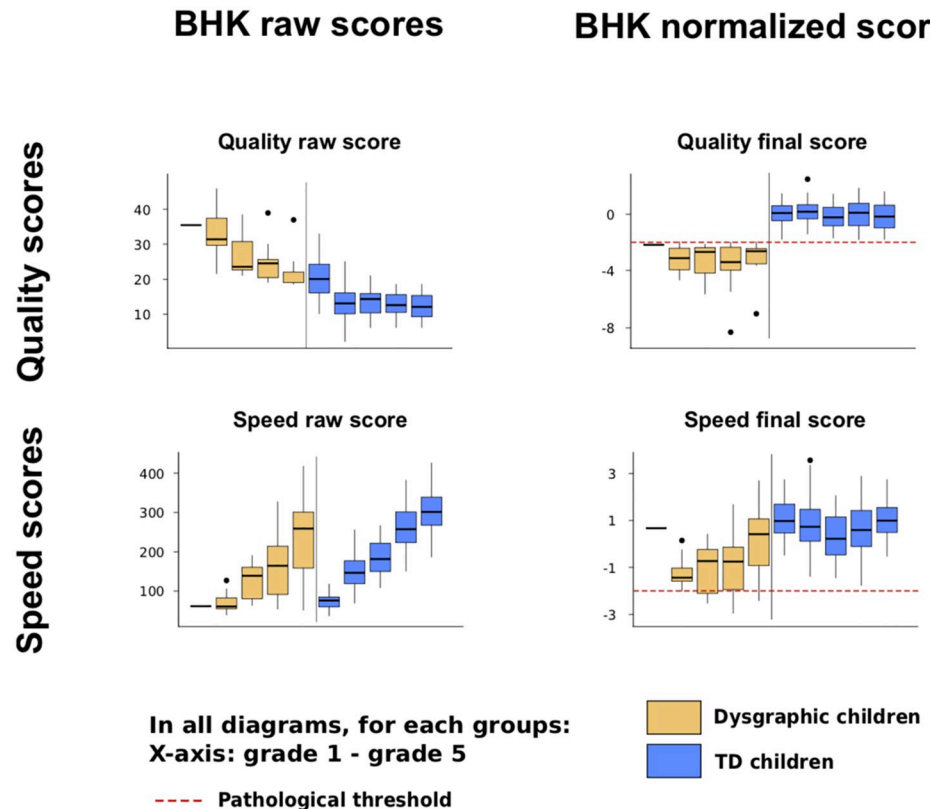 BHK raw scores
BHK normalized scor
Quality scores
Quality raw score
40
30
20
10
Quality final score
0
-4
-8
Speed scores
Speed raw score
400
300
200
100
Speed final score
3
1
-1
-3
In all diagrams, for each groups:
X-axis: grade 1 - grade 5
Pathological threshold
Dysgraphic children
TD children